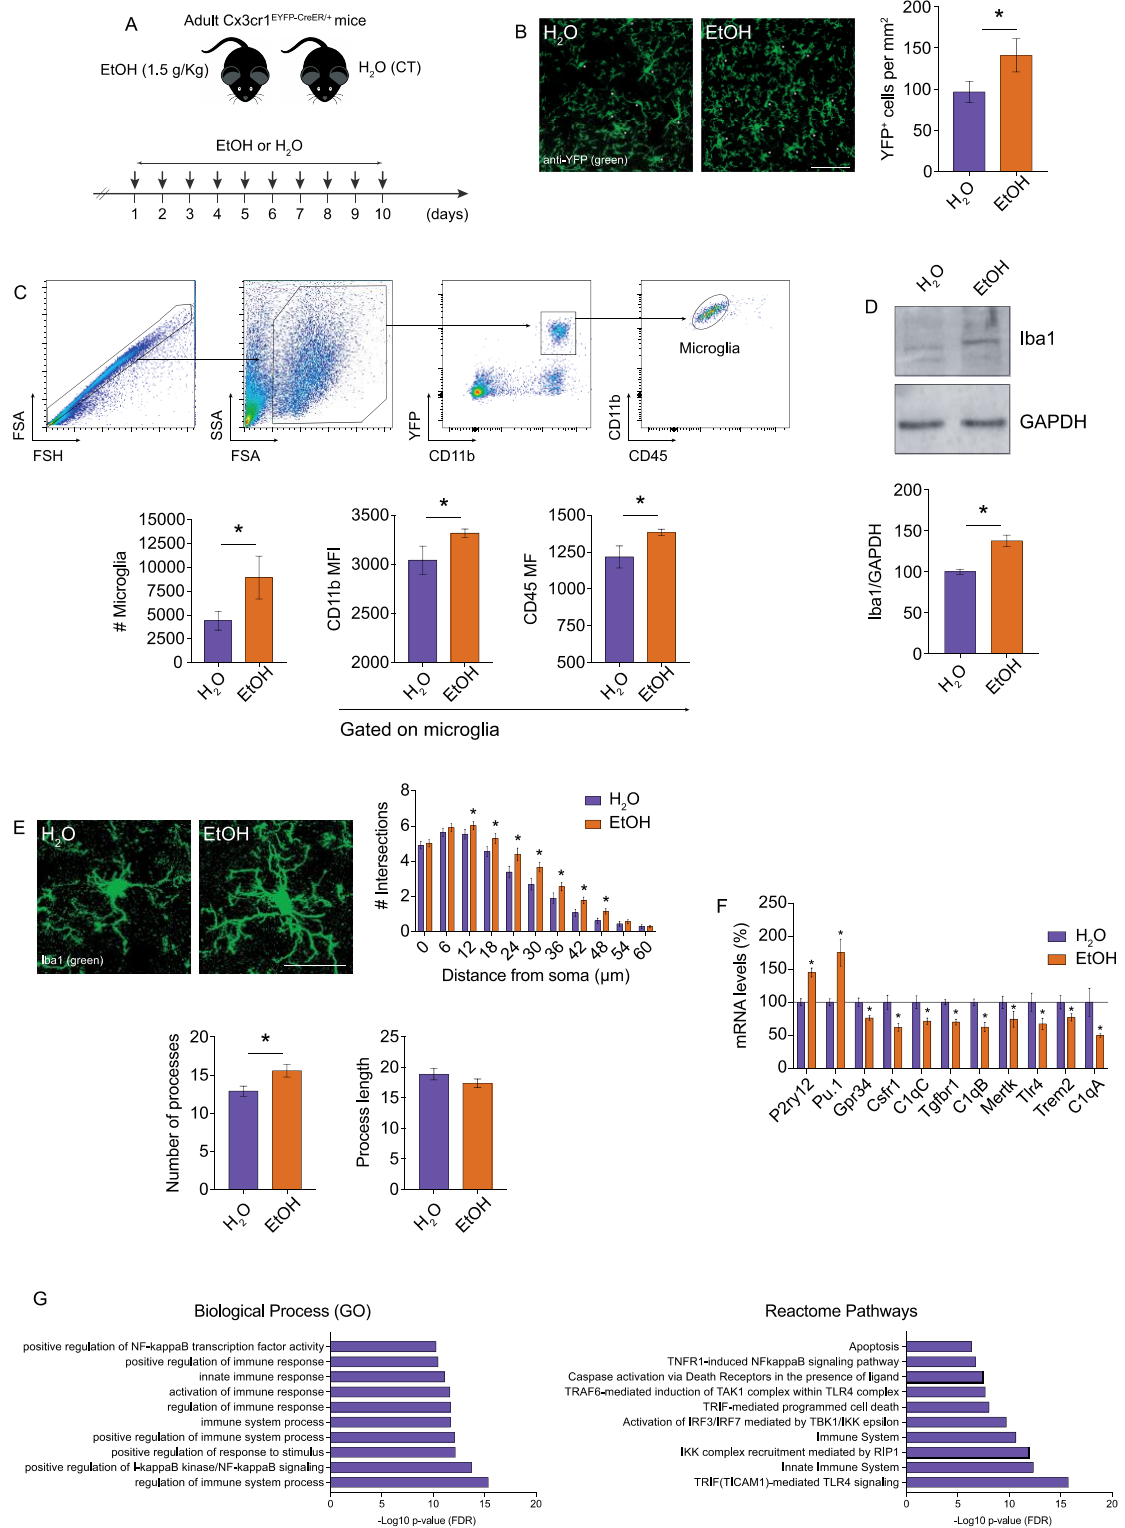 A
Adult Cx3cr1EYFP-CreER/+ mice
EtOH (1.5 g/Kg)
H2O (CT)
EtOH or H2O
1 2 3 4 5 6 7 8 9 10 (days)
B
H2O
EtOH
anti-YFP (green)
YFP+ cells per mm2
200
150
100
50
0
*
H2O
EtOH
C
FSA
FSH
SSA
FSA
YFP
CD11b
CD11b
CD45
Microglia
# Microglia
15000
12500
10000
7500
5000
2500
0
*
H2O
EtOH
CD11b MFI
3500
3000
2500
2000
*
H2O
EtOH
CD45 MF
1500
1250
1000
750
500
*
H2O
EtOH
Gated on microglia
D
H2O
EtOH
Iba1
GAPDH
Iba1/GAPDH
200
150
100
50
0
*
H2O
EtOH
E
H2O
EtOH
Iba1 (green)
# Intersections
8
6
4
2
0
* * * * * * *
H2O
EtOH
0 6 12 18 24 30 36 42 48 54 60
Distance from soma (µm)
Number of processes
20
15
10
5
0
*
H2O
EtOH
Process length
25
20
15
10
5
0
H2O
EtOH
F
mRNA levels (%)
250
200
150
100
50
0
* * * * * * * * * * *
H2O
EtOH
P2ry12
Pu.1
Gpr34
Csfr1
C1qC
Tgfbr1
C1qB
Mertk
Tlr4
Trem2
C1qA
G
Biological Process (GO)
positive regulation of NF-kappaB transcription factor activity
positive regulation of immune response
innate immune response
activation of immune response
regulation of immune response
immune system process
positive regulation of immune system process
positive regulation of response to stimulus
positive regulation of I-kappaB kinase/NF-kappaB signaling
regulation of immune system process
0 5 10 15 20
-Log10 p-value (FDR)
Reactome Pathways
Apoptosis
TNFR1-induced NFkappaB signaling pathway
Caspase activation via Death Receptors in the presence of ligand
TRAF6-mediated induction of TAK1 complex within TLR4 complex
TRIF-mediated programmed cell death
Activation of IRF3/IRF7 mediated by TBK1/IKK epsilon
Immune System
IKK complex recruitment mediated by RIP1
Innate Immune System
TRIF(TICAM1)-mediated TLR4 signaling
0 5 10 15 20
-Log10 p-value (FDR)